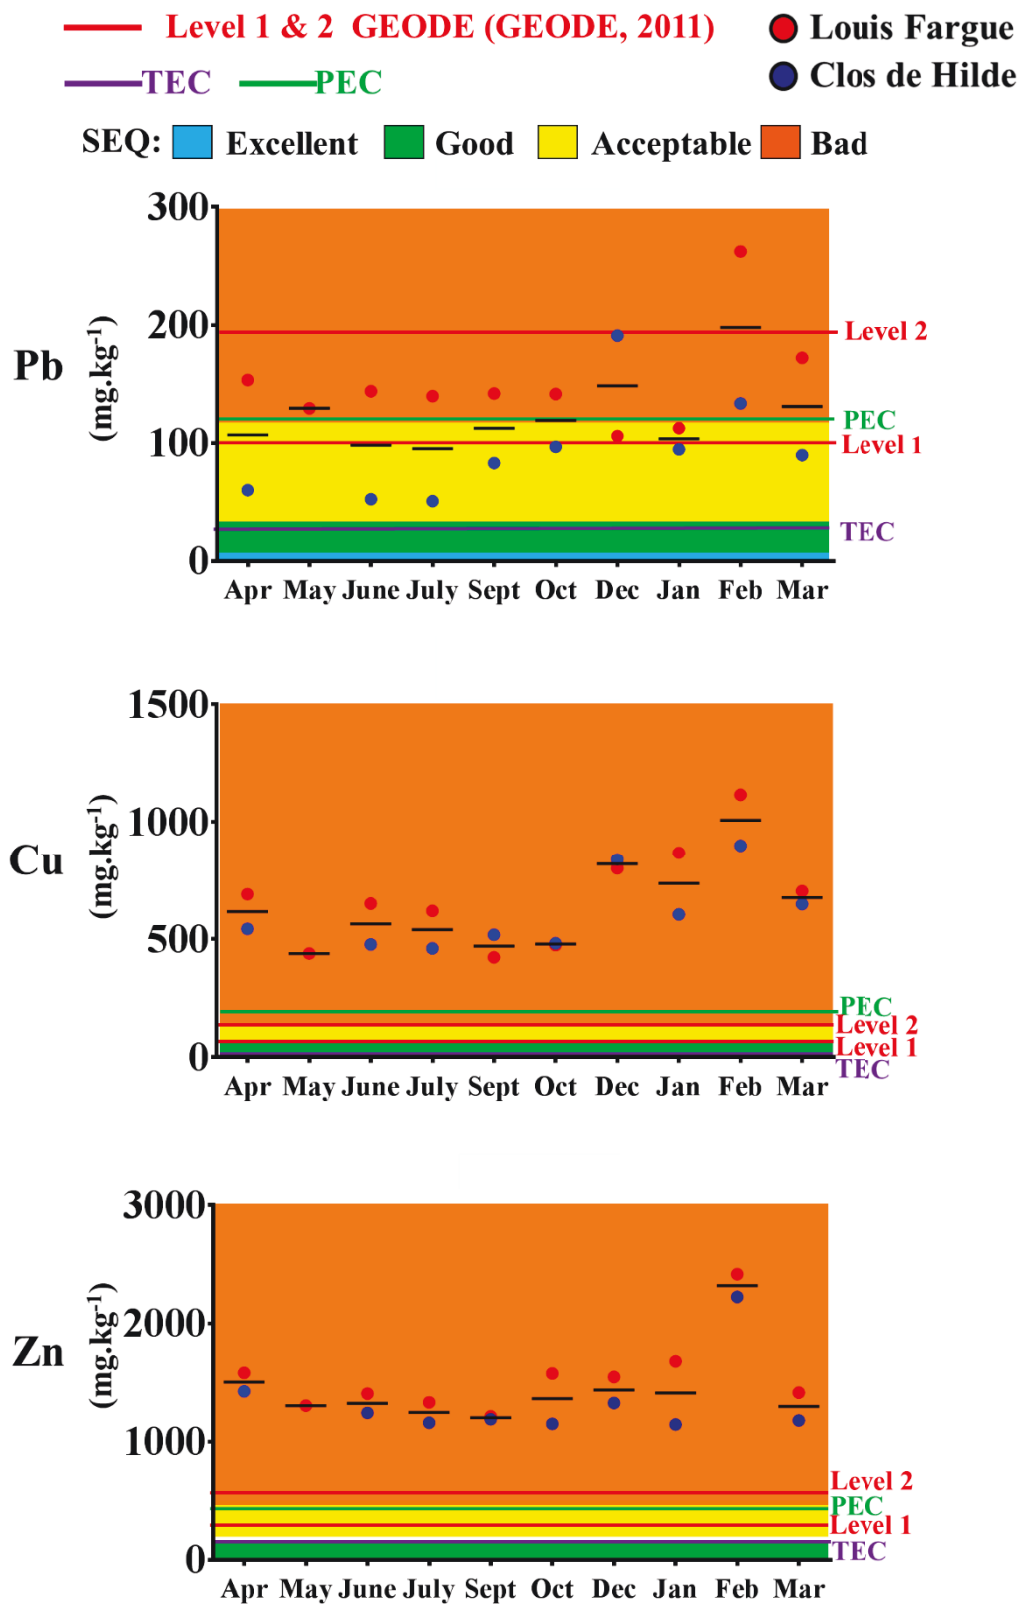 Level 1 & 2 GEODE (GEODE, 2011)
Louis Fargue
TEC PEC
Clos de Hilde
SEQ: Excellent Good Acceptable Bad
Pb
(mg.kg-1)
300
200
100
0
Level 2
PEC
Level 1
TEC
Apr May June July Sept Oct Dec Jan Feb Mar
Cu
(mg.kg-1)
1500
1000
500
0
PEC
Level 2
Level 1
TEC
Apr May June July Sept Oct Dec Jan Feb Mar
Zn
(mg.kg-1)
3000
2000
1000
0
Level 2
PEC
Level 1
TEC
Apr May June July Sept Oct Dec Jan Feb Mar